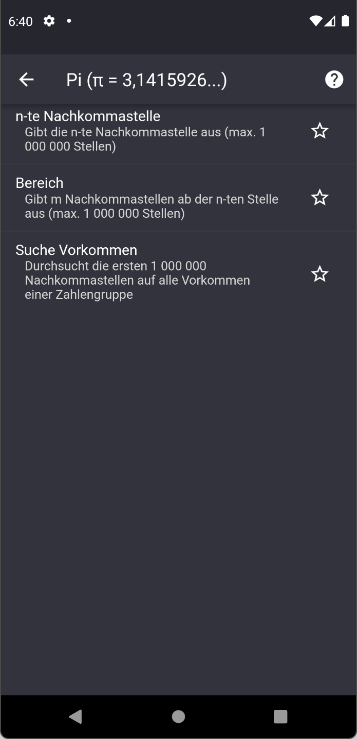 6:40
Pi (π = 3,1415926...)
?
n-te Nachkommastelle
Gibt die n-te Nachkommastelle aus (max. 1
000 000 Stellen)
Bereich
Gibt m Nachkommastellen ab der n-ten Stelle
aus (max. 1 000 000 Stellen)
Suche Vorkommen
Durchsucht die ersten 1 000 000
Nachkommastellen auf alle Vorkommen
einer Zahlengruppe